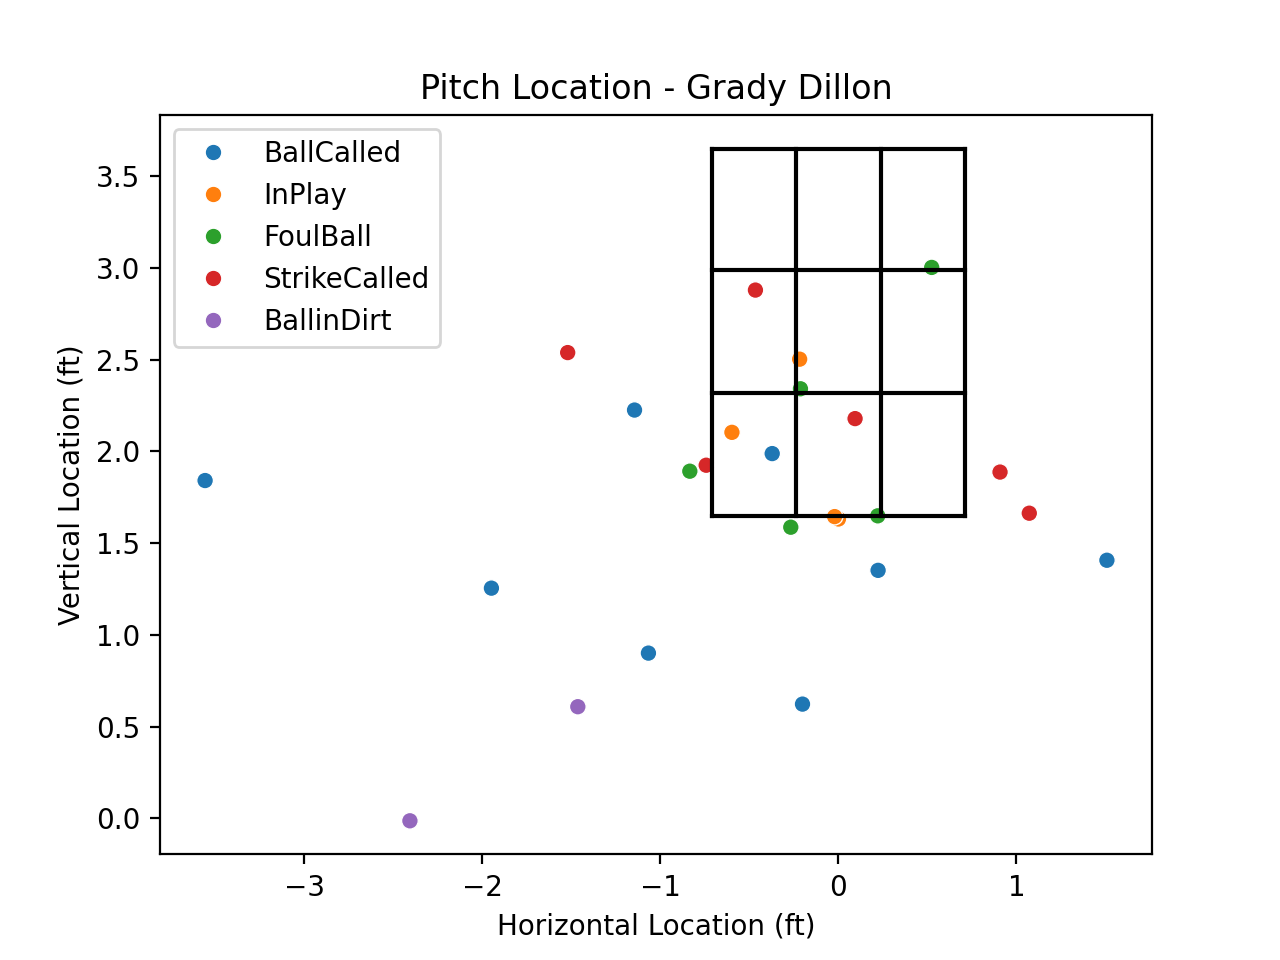 Pitch Location - Grady Dillon
BallCalled
InPlay
FoulBall
StrikeCalled
BallinDirt
3.5
3.0
2.5
2.0
1.5
1.0
0.5
0.0
Vertical Location (ft)
−3 −2 −1 0 1
Horizontal Location (ft)